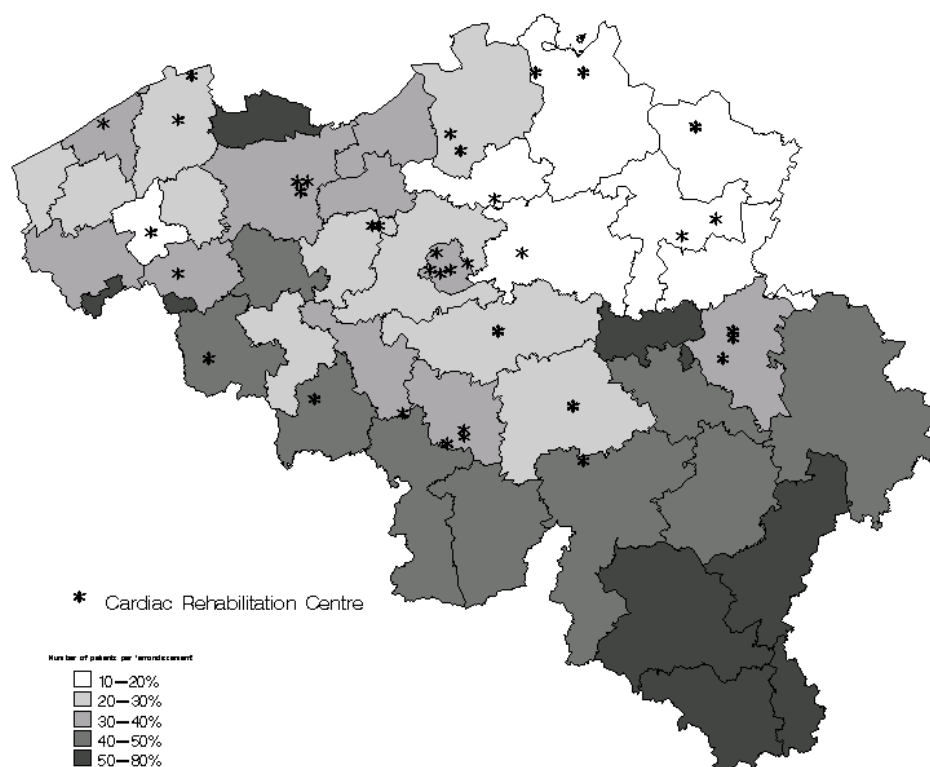 * Cardiac Rehabilitation Centre
Number of patients per 'arrondissement'
10—20%
20—30%
30—40%
40—50%
50—80%